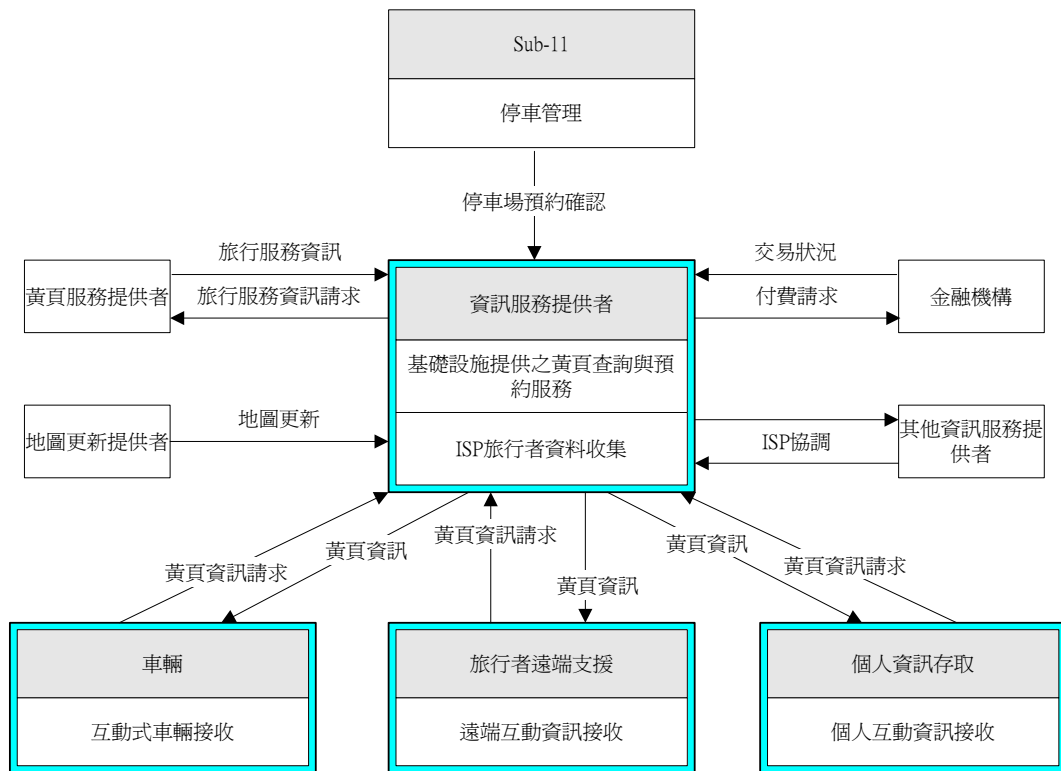 Sub-11
停車管理
停車場預約確認
旅行服務資訊
交易狀況
黃頁服務提供者
旅行服務資訊請求
資訊服務提供者
付費請求
金融機構
基礎設施提供之黃頁查詢與預
約服務
地圖更新
地圖更新提供者
ISP旅行者資料收集
ISP協調
其他資訊服務提
供者
黃頁資訊請求
黃頁資訊
黃頁資訊請求
黃頁資訊
黃頁資訊
黃頁資訊請求
車輛
互動式車輛接收
旅行者遠端支援
遠端互動資訊接收
個人資訊存取
個人互動資訊接收